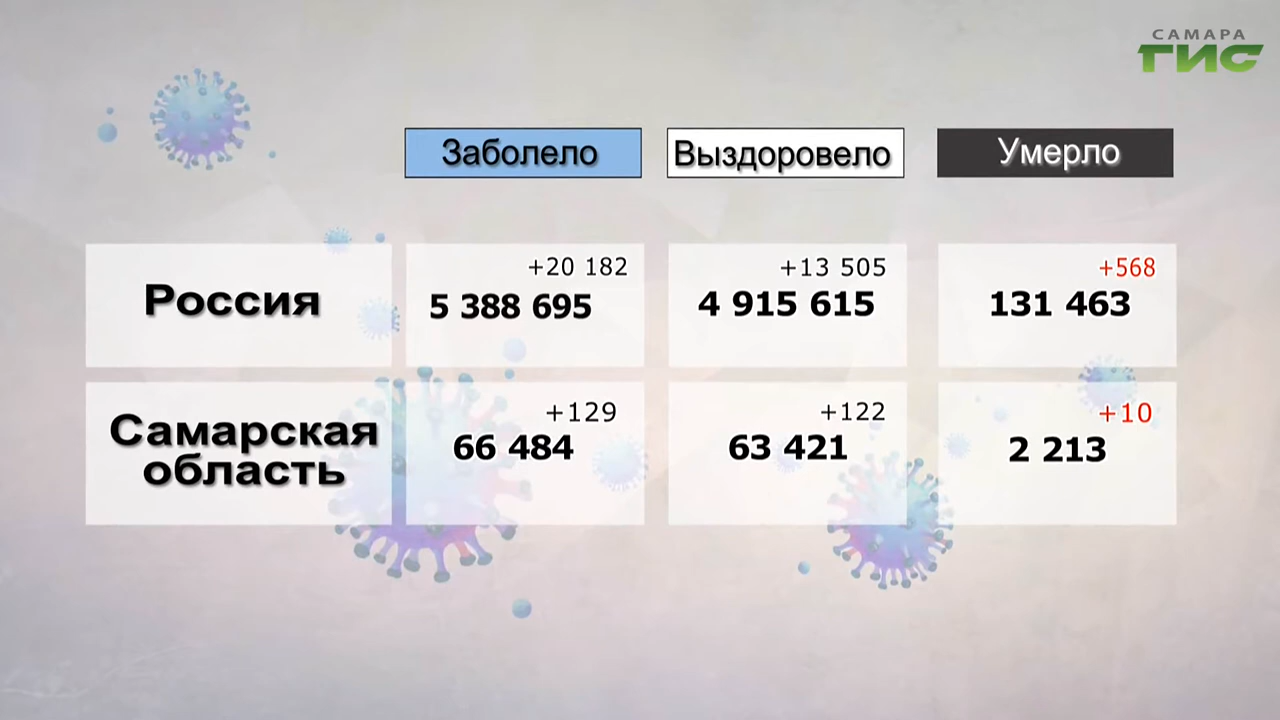 САМАРА
ГИС
Заболело Выздоровело Умерло
+20 182 +13 505 +568
Россия 5 388 695 4 915 615 131 463
+129 +122 +10
Самарская 66 484 63 421 2 213
область